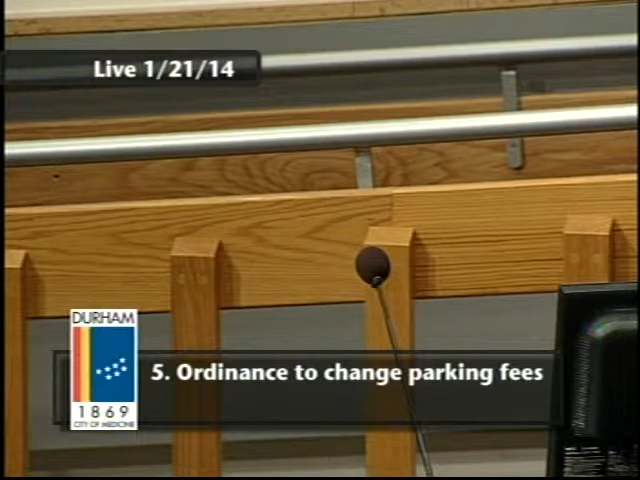 Live 1/21/14
DURHAM
1869
CITY OF MEDICINE
5. Ordinance to change parking fees